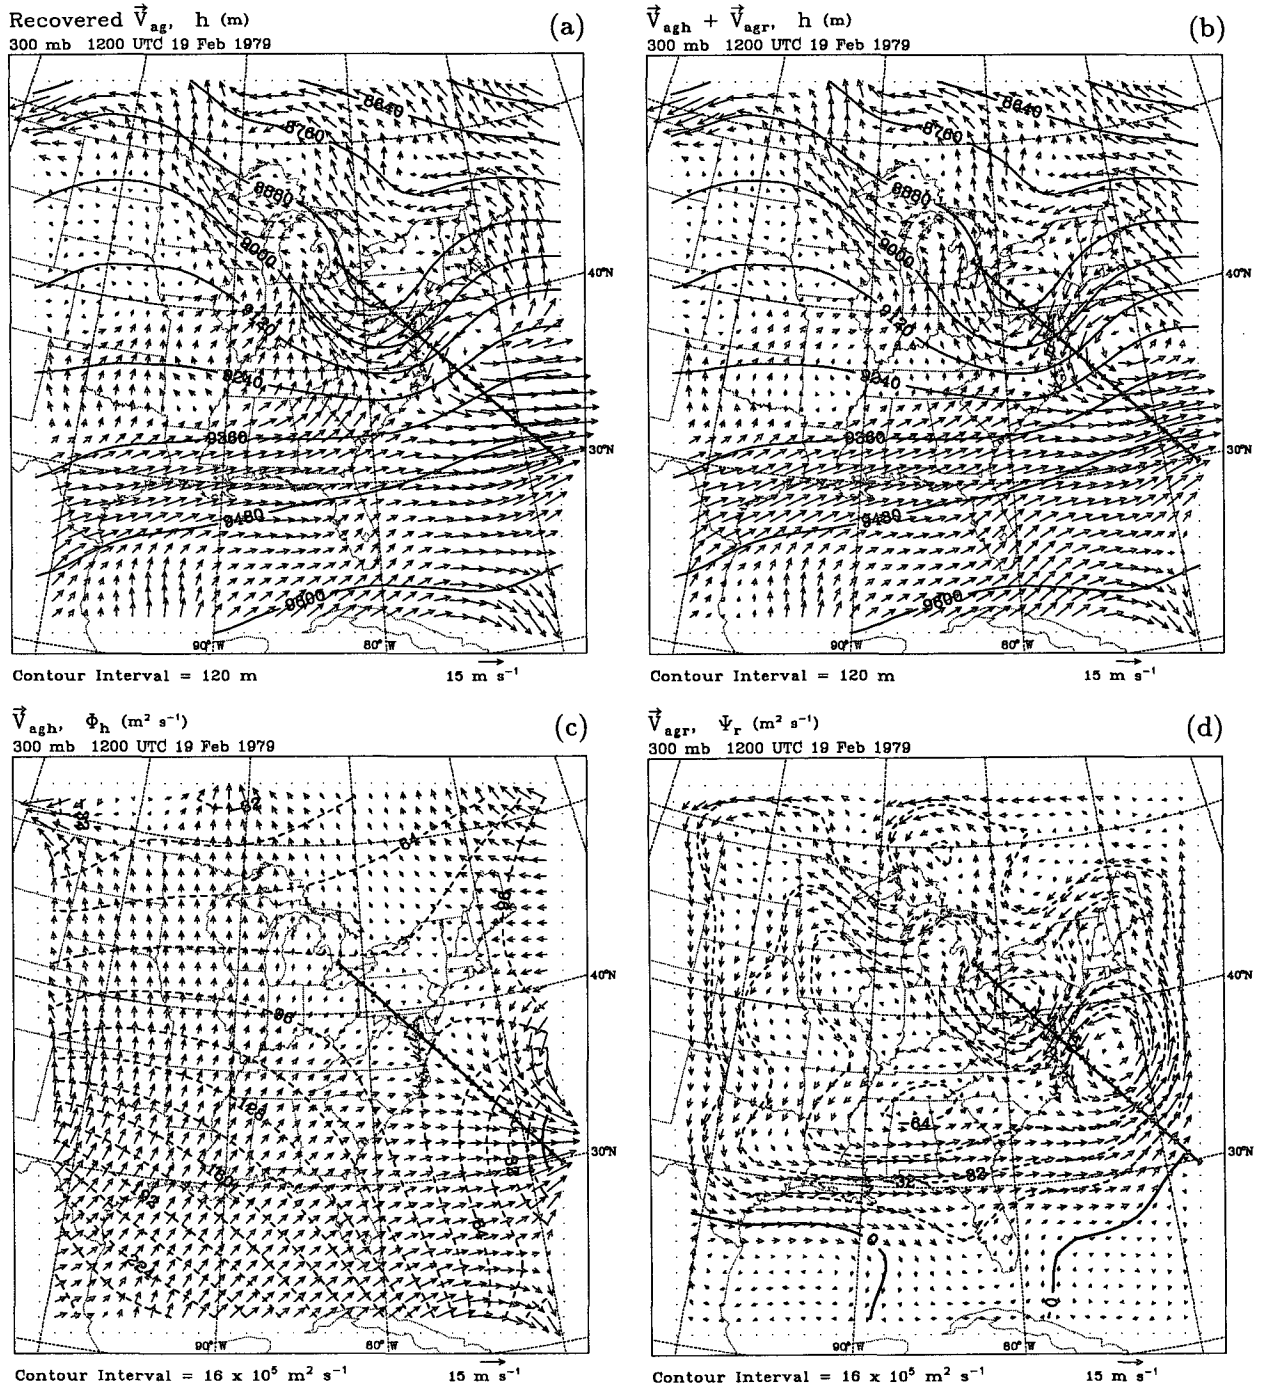 Recovered V⃗ag, h (m)
(a)
300 mb 1200 UTC 19 Feb 1979
8640
8760
8880
9000
9120
9240
9360
9480
9600
40°N
30°N
90°W
80°W
Contour Interval = 120 m
15 m s⁻¹
V⃗agh + V⃗agr, h (m)
(b)
300 mb 1200 UTC 19 Feb 1979
8640
8760
8880
9000
9120
9240
9360
9480
9600
40°N
30°N
90°W
80°W
Contour Interval = 120 m
15 m s⁻¹
V⃗agh, Φh (m² s⁻¹)
(c)
300 mb 1200 UTC 19 Feb 1979
-32
-64
-96
-96
-128
-160
40°N
30°N
90°W
80°W
Contour Interval = 16 x 10⁵ m² s⁻¹
15 m s⁻¹
V⃗agr, Ψr (m² s⁻¹)
(d)
300 mb 1200 UTC 19 Feb 1979
-64
-32
-32
0
0
40°N
30°N
90°W
80°W
Contour Interval = 16 x 10⁵ m² s⁻¹
15 m s⁻¹